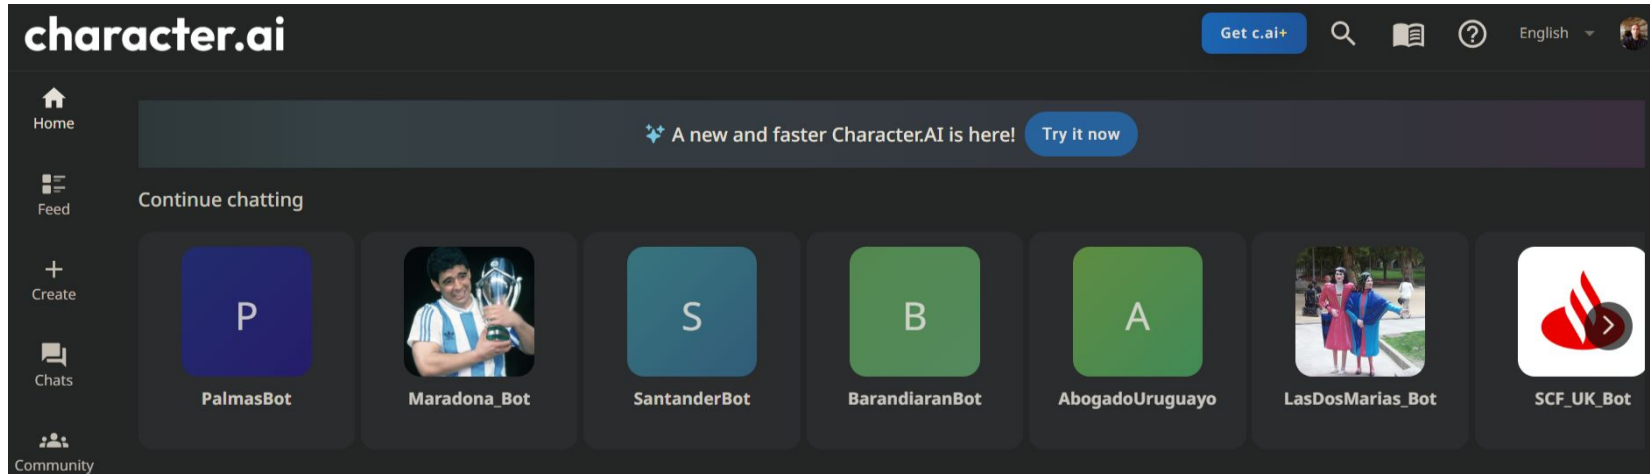 character.ai
Get c.ai+
English
Home
A new and faster Character.AI is here! Try it now
Feed
Continue chatting
Create
P
S
B
A
Chats
PalmasBot
Maradona_Bot
SantanderBot
BarandiaranBot
AbogadoUruguayo
LasDosMarias_Bot
SCF_UK_Bot
Community